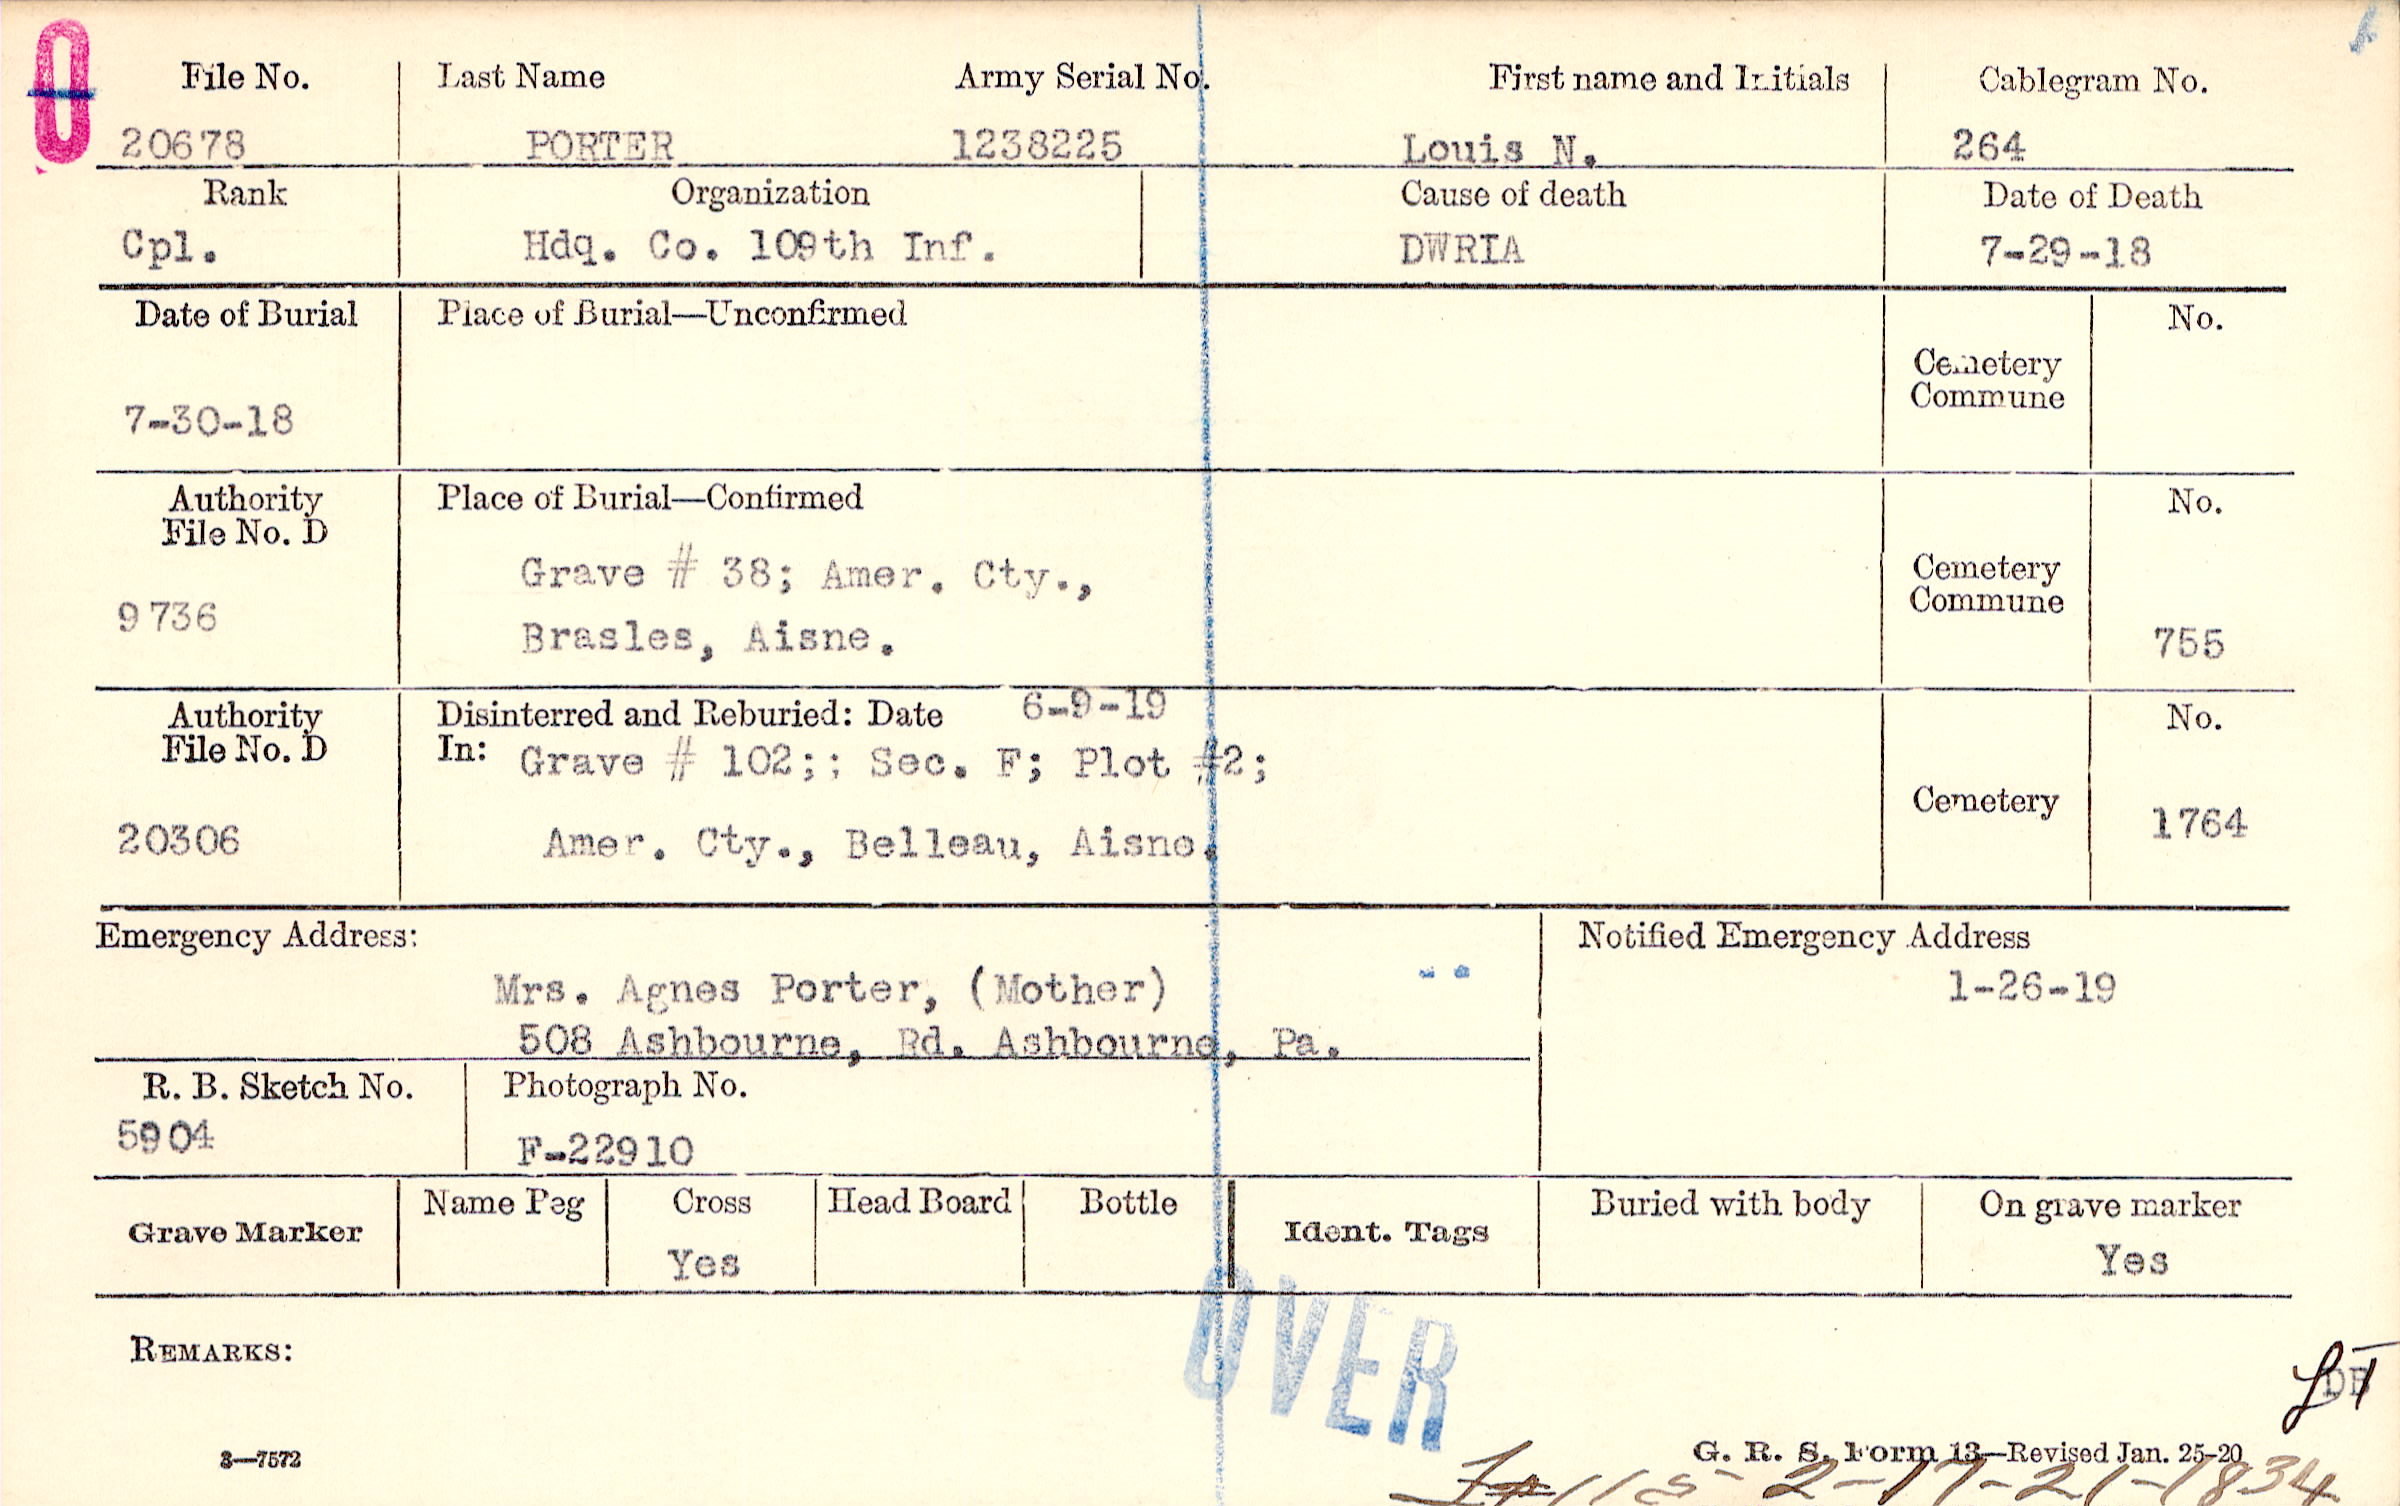 File No. Last Name Army Serial No. First name and Initials Cablegram No.
20678 PORTER 1238225 Louis N. 264
Rank Organization Cause of death Date of Death
Cpl. Hdq. Co. 109th Inf. DWRIA 7-29-18
Date of Burial Place of Burial—Unconfirmed No.
Cemetery
Commune
7-30-18
Authority Place of Burial—Confirmed No.
File No. D
Grave # 38; Amer. Cty., Cemetery
Commune
9736
Brasles, Aisne. 755
Authority Disinterred and Reburied: Date 6-9-19 No.
File No. D In: Grave # 102;; Sec. F; Plot #2;
Cemetery
20306 Amer. Cty., Belleau, Aisne. 1764
Emergency Address: Notified Emergency Address
Mrs. Agnes Porter, (Mother) 1-26-19
508 Ashbourne, Rd. Ashbourne, Pa.
R. B. Sketch No. Photograph No.
5904 F-22910
Grave Marker Name Peg Cross Head Board Bottle Ident. Tags Buried with body On grave marker
Yes Yes
OVER
REMARKS:
3—7572 G. R. S. Form 13—Revised Jan. 25-20
2-17-21-1834